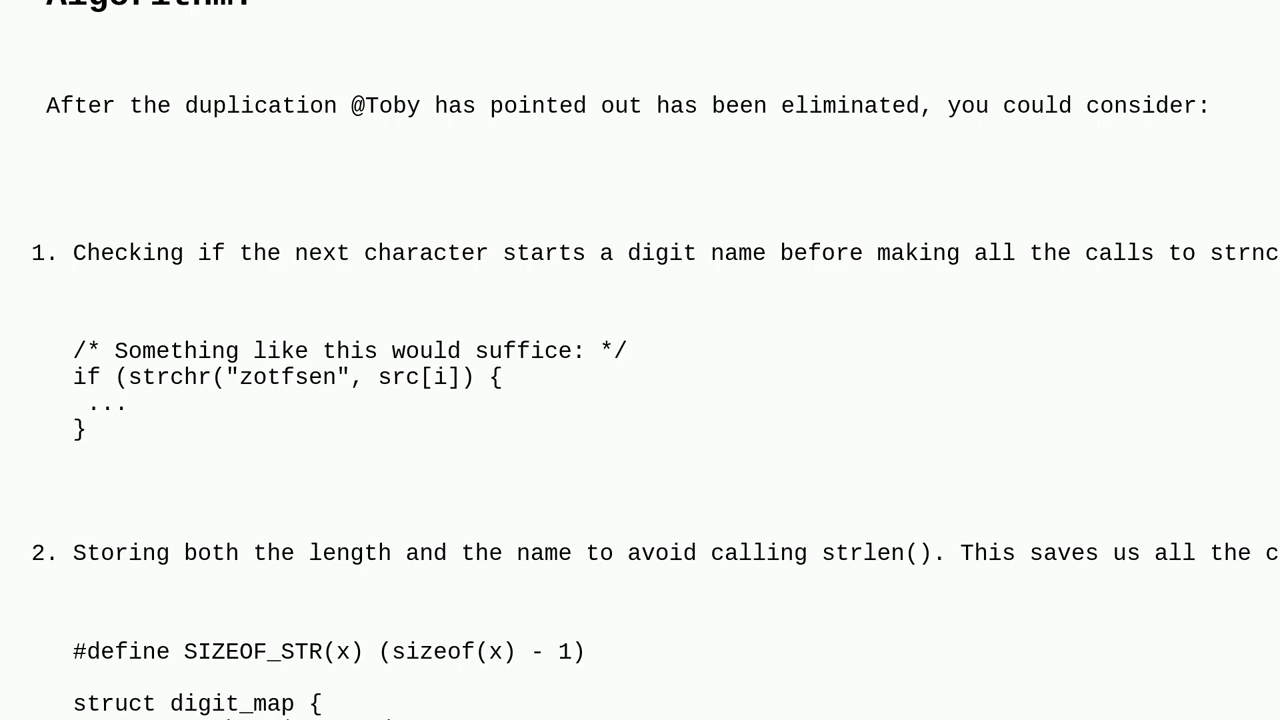 Algorithm:
After the duplication @Toby has pointed out has been eliminated, you could consider:
1. Checking if the next character starts a digit name before making all the calls to
/* Something like this would suffice: */
if (strchr("zotfsen", src[i]) {
...
}
2. Storing both the length and the name to avoid calling strlen(). This saves us all the
#define SIZEOF_STR(x) (sizeof(x) - 1)
struct digit_map {